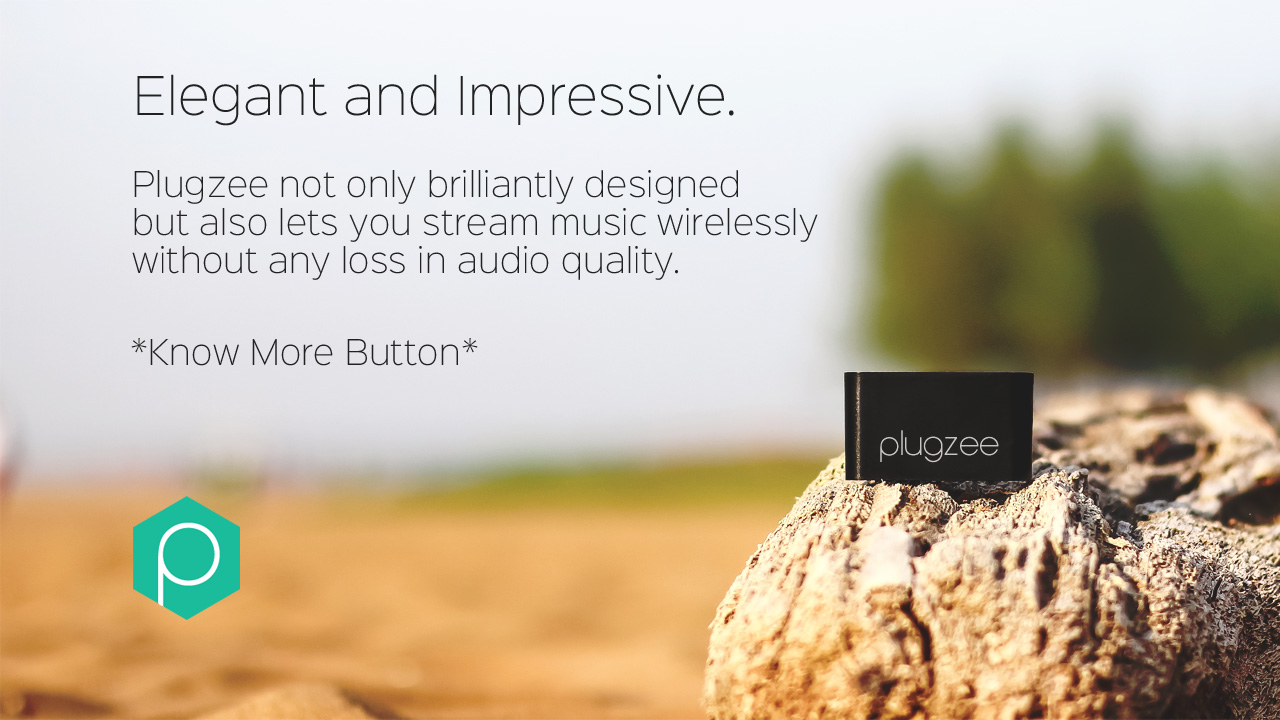 Elegant and Impressive.
Plugzee not only brilliantly designed
but also lets you stream music wirelessly
without any loss in audio quality.
*Know More Button*
plugzee
p